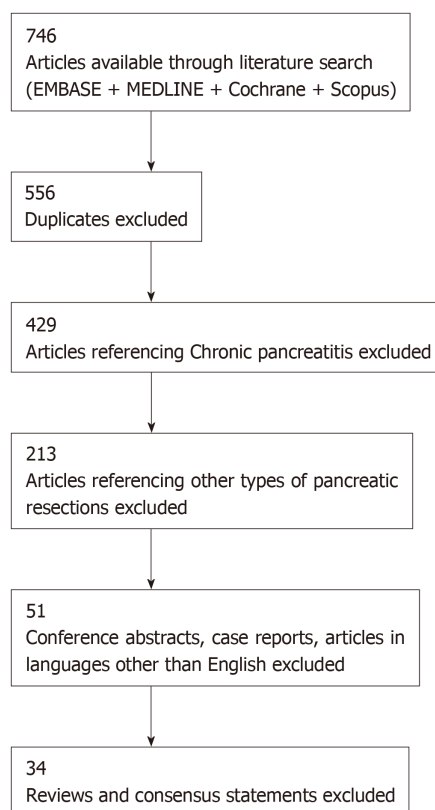 746
Articles available through literature search
(EMBASE + MEDLINE + Cochrane + Scopus)
556
Duplicates excluded
429
Articles referencing Chronic pancreatitis excluded
213
Articles referencing other types of pancreatic
resections excluded
51
Conference abstracts, case reports, articles in
languages other than English excluded
34
Reviews and consensus statements excluded